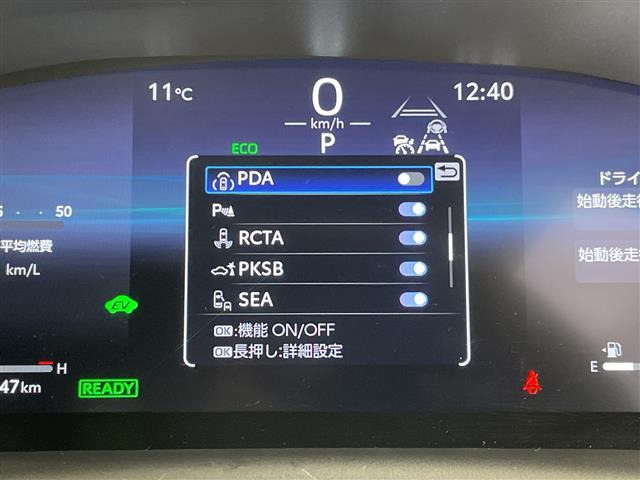 11℃
0
km/h
P
12:40
ECO
PDA
P
RCTA
PKSB
SEA
OK:機能 ON/OFF
OK長押し:詳細設定
50
平均燃費
km/L
EV
H
47km
READY
ドライ
始動後走行
始動後走
E